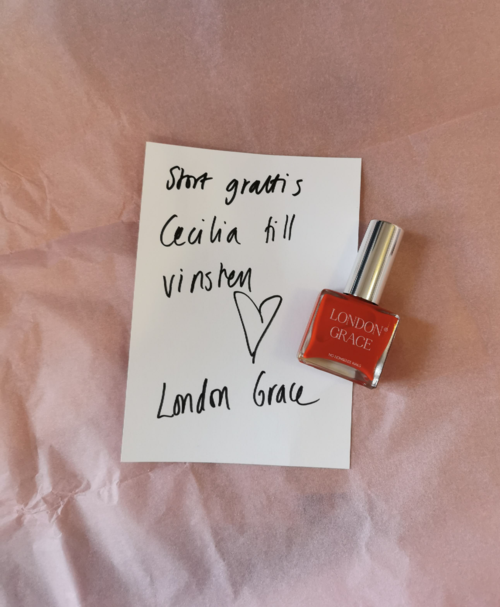 Stort grattis
Cecilia till
vinsten
London Grace
LONDON
GRACE